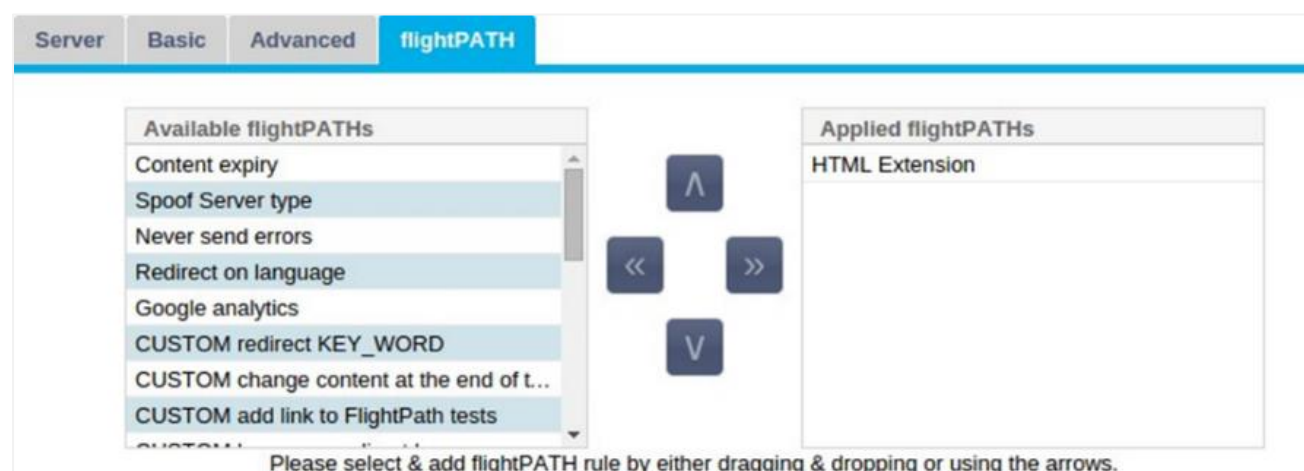 Server Basic Advanced flightPATH
Available flightPATHs
Content expiry
Spoof Server type
Never send errors
Redirect on language
Google analytics
CUSTOM redirect KEY_WORD
CUSTOM change content at the end of t...
CUSTOM add link to FlightPath tests
Applied flightPATHs
HTML Extension
Please select & add flightPATH rule by either dragging & dropping or using the arrows.